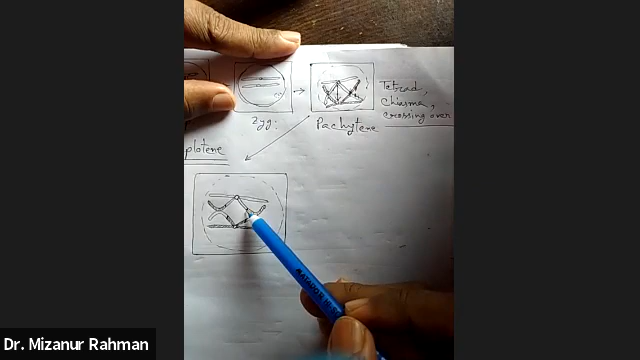 Zyg:
Pachytene
Tetrad,
chiasma,
crossing over
plotene
Dr. Mizanur Rahman